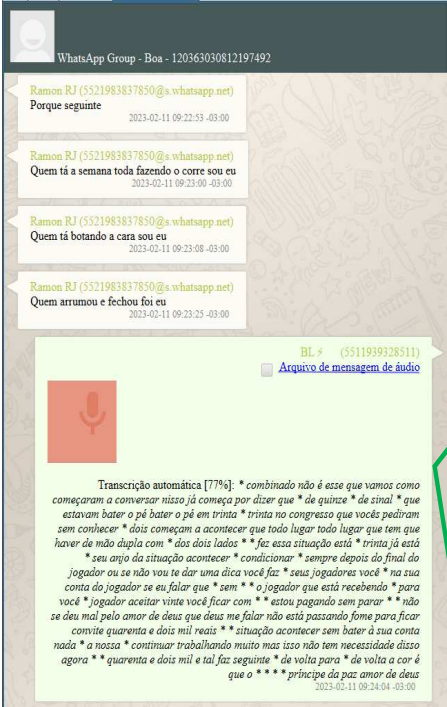 WhatsApp Group - Boa - 120363030812197492
Ramon RJ (5521983837850@s.whatsapp.net)
Porque seguinte
2023-02-11 09:22:53 -03:00
Ramon RJ (5521983837850@s.whatsapp.net)
Quem tá a semana toda fazendo o corre sou eu
2023-02-11 09:23:00 -03:00
Ramon RJ (5521983837850@s.whatsapp.net)
Quem tá botando a cara sou eu
2023-02-11 09:23:08 -03:00
Ramon RJ (5521983837850@s.whatsapp.net)
Quem arrumou e fechou foi eu
2023-02-11 09:23:25 -03:00
BL⚡ (5511939328511)
Arquivo de mensagem de áudio
Transcrição automática [77%]: * combinado não é esse que vamos como
começaram a conversar nisso já começa por dizer que * de quinze * de sinal * que
estavam bater o pé bater o pé em trinta * trinta no congresso que vocês pediram
sem conhecer * dois começam a acontecer que todo lugar todo lugar que tem que
haver de mão dupla com * dos dois lados * * fez essa situação está * trinta já está
* seu anjo da situação acontecer * condicionar * sempre depois do final do
jogador ou se não vou te dar uma dica você faz * seus jogadores você * na sua
conta do jogador se eu falar que * sem * * o jogador que está recebendo * para
você * jogador aceitar vinte você ficar com * * estou pagando sem parar * * não
se deu mal pelo amor de deus que deus me falar não está passando fome para ficar
convite quarenta e dois mil reais * * situação acontecer sem bater à sua conta
nada * a nossa * continuar trabalhando muito mas isso não tem necessidade disso
agora * * quarenta e dois mil e tal faz seguinte * de volta para * de volta a cor é
que o * * * * príncipe da paz amor de deus
2023-02-11 09:24:04 -03:00